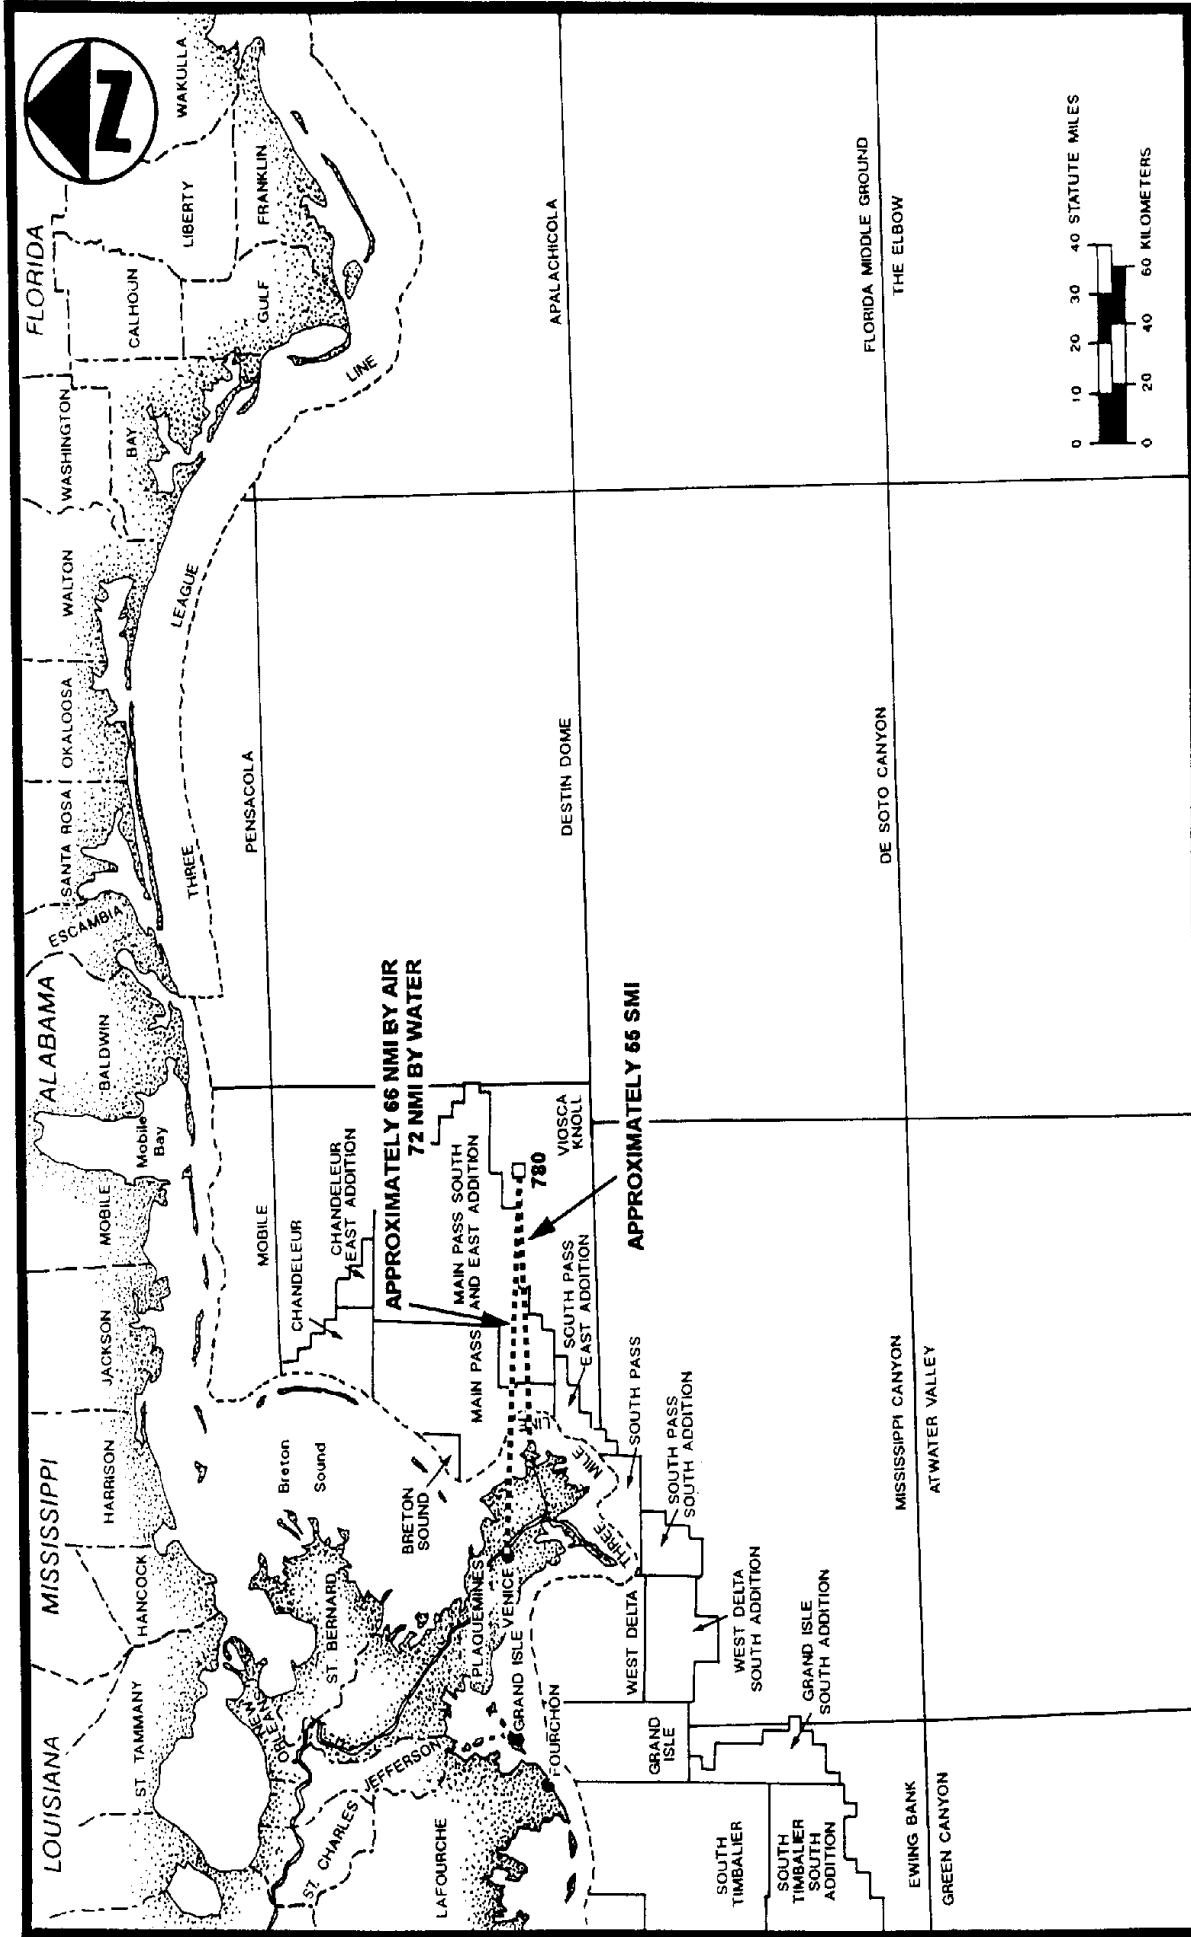 LOUISIANA
MISSISSIPPI
ALABAMA
FLORIDA
N
ST. TAMMANY
HANCOCK
HARRISON
JACKSON
MOBILE
BALDWIN
ESCAMBIA
SANTA ROSA
OKALOOSA
WALTON
WASHINGTON
BAY
CALHOUN
GULF
LIBERTY
FRANKLIN
WAKULLA
Mobile
Bay
NEW
ORLEANS
ST. BERNARD
ST. CHARLES
JEFFERSON
LAFOURCHE
PLAQUEMINES
VENICE
GRAND ISLE
FOURCHON
Breton
Sound
BRETON
SOUND
THREE
LEAGUE
LINE
THREE
MILE
MOBILE
PENSACOLA
CHANDELEUR
CHANDELEUR
EAST ADDITION
APPROXIMATELY 66 NMI BY AIR
72 NMI BY WATER
MAIN PASS
MAIN PASS SOUTH
AND EAST ADDITION
780
VIOSCA
KNOLL
DESTIN DOME
APALACHICOLA
APPROXIMATELY 55 SMI
SOUTH PASS
EAST ADDITION
SOUTH PASS
SOUTH PASS
SOUTH ADDITION
WEST DELTA
WEST DELTA
SOUTH ADDITION
GRAND
ISLE
GRAND ISLE
SOUTH ADDITION
SOUTH
TIMBALIER
SOUTH
TIMBALIER
SOUTH
ADDITION
EWING BANK
GREEN CANYON
MISSISSIPPI CANYON
ATWATER VALLEY
DE SOTO CANYON
FLORIDA MIDDLE GROUND
THE ELBOW
0 10 20 30 40 STATUTE MILES
0 20 40 60 KILOMETERS